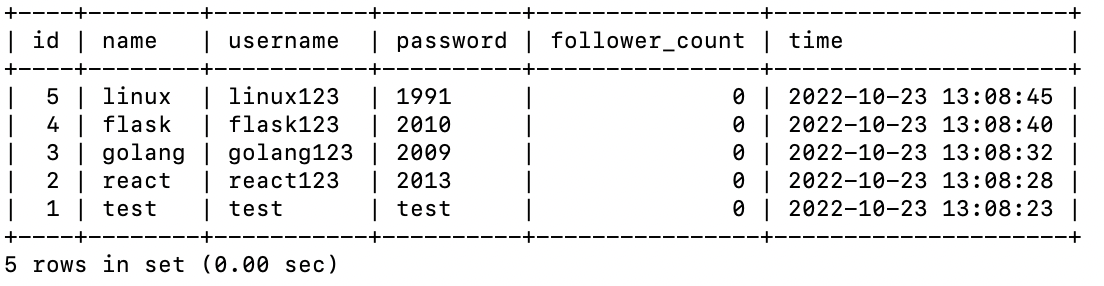 +----+--------+-----------+----------+----------------+---------------------+
| id | name   | username  | password | follower_count | time                |
+----+--------+-----------+----------+----------------+---------------------+
|  5 | linux  | linux123  | 1991     |              0 | 2022-10-23 13:08:45 |
|  4 | flask  | flask123  | 2010     |              0 | 2022-10-23 13:08:40 |
|  3 | golang | golang123 | 2009     |              0 | 2022-10-23 13:08:32 |
|  2 | react  | react123  | 2013     |              0 | 2022-10-23 13:08:28 |
|  1 | test   | test      | test     |              0 | 2022-10-23 13:08:23 |
+----+--------+-----------+----------+----------------+---------------------+
5 rows in set (0.00 sec)